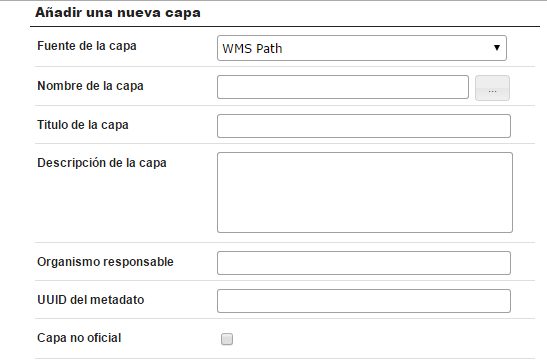 Añadir una nueva capa
Fuente de la capa WMS Path
Nombre de la capa ...
Titulo de la capa
Descripción de la capa
Organismo responsable
UUID del metadato
Capa no oficial